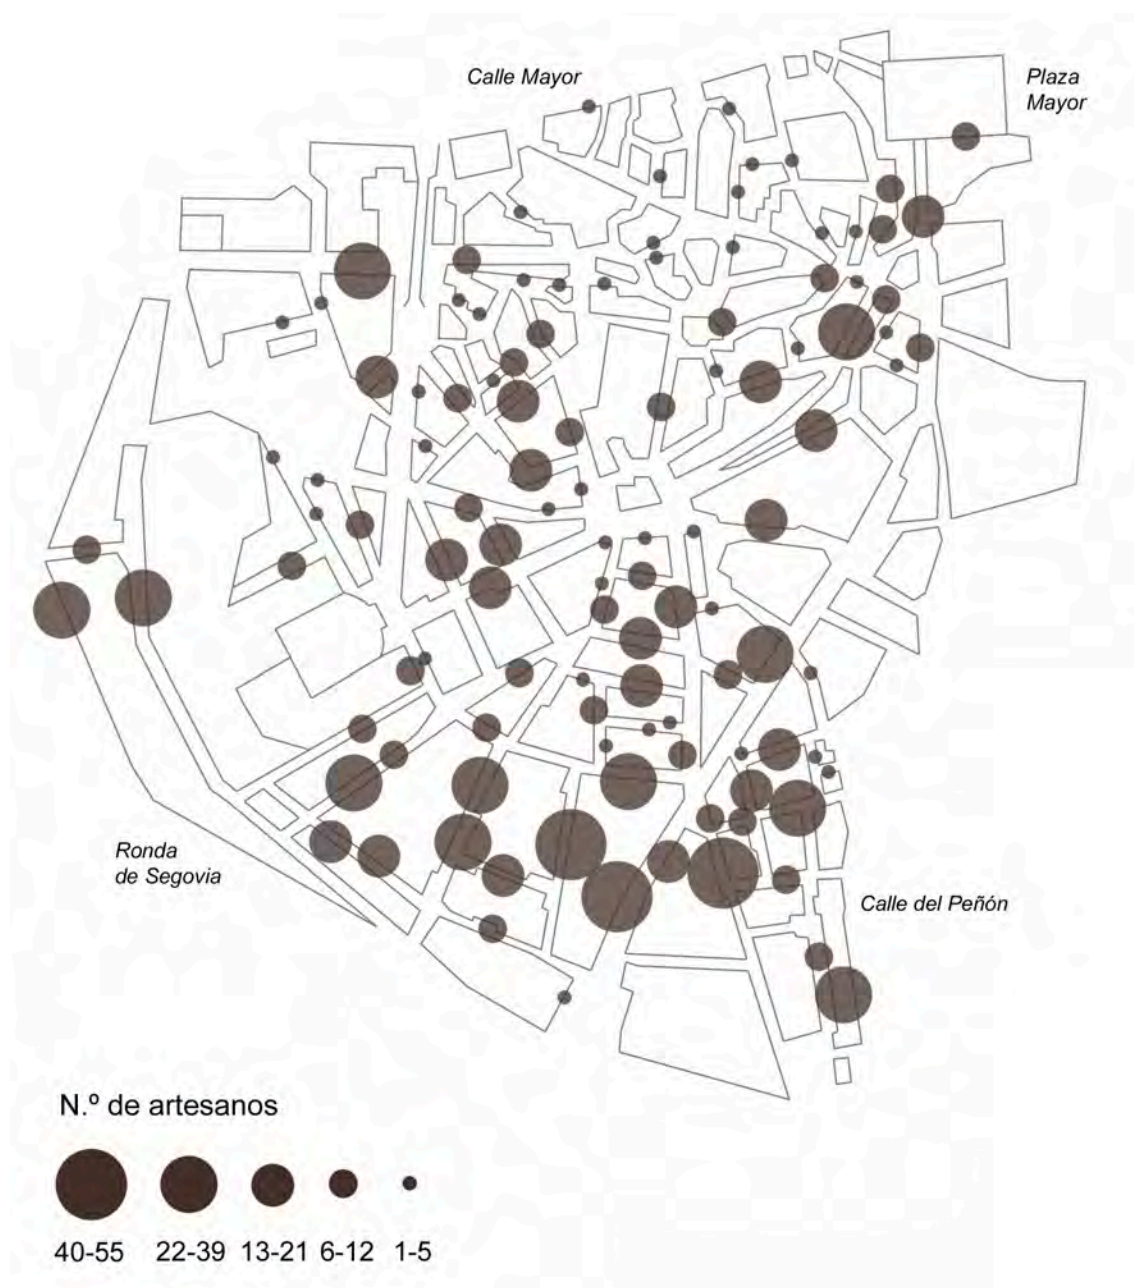 Calle Mayor
Plaza
Mayor
Ronda
de Segovia
Calle del Peñón
N.º de artesanos
40-55 22-39 13-21 6-12 1-5